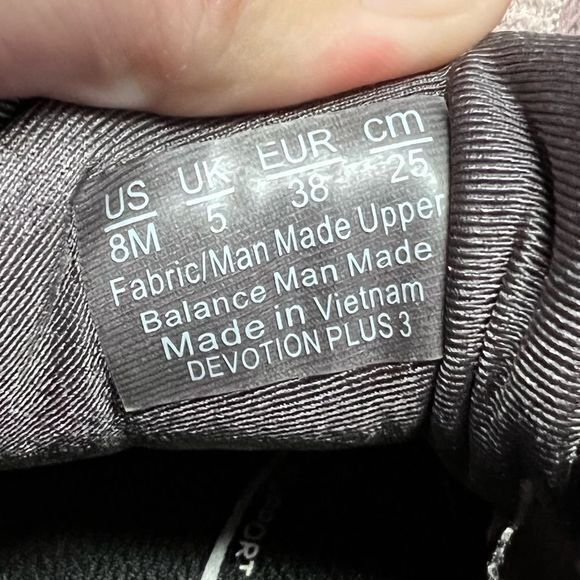 US UK EUR cm
8M 5 38 25
Fabric/Man Made Upper
Balance Man Made
Made in Vietnam
DEVOTION PLUS 3